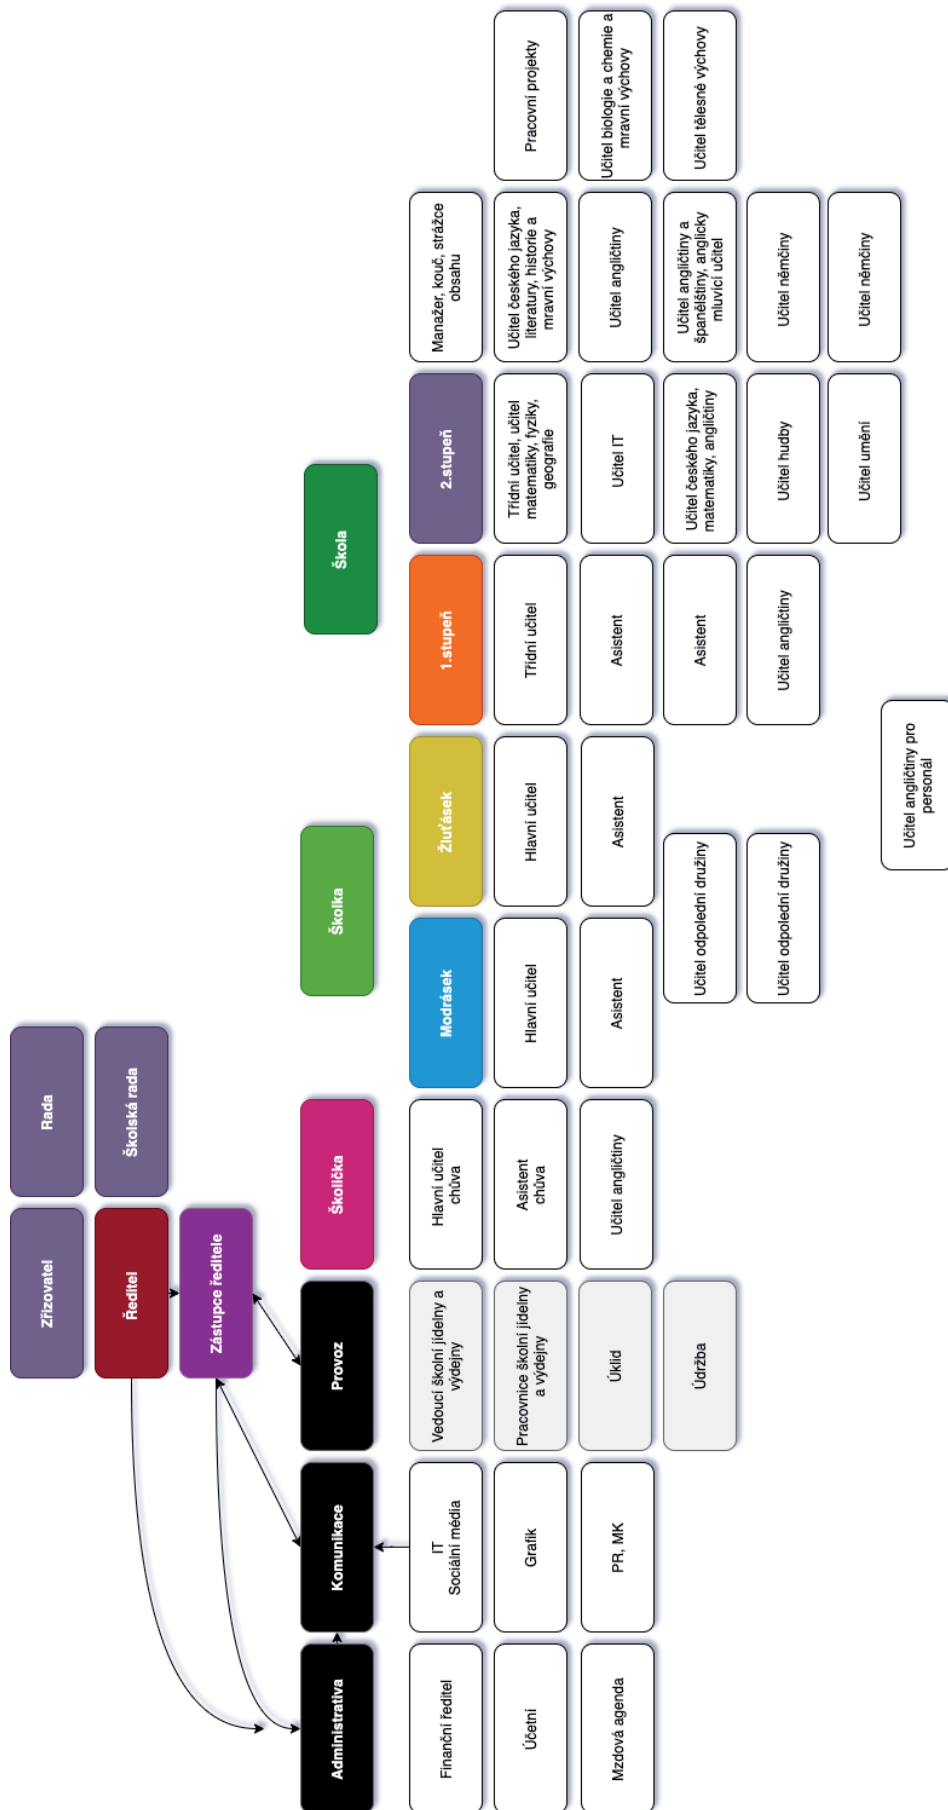 Zřizovatel
Rada
Ředitel
Školská rada
Zástupce ředitele
Administrativa
Komunikace
Provoz
Školička
Školka
Škola
Finanční ředitel
IT
Sociální média
Vedoucí školní jídelny a
výdejny
Hlavní učitel
chůva
Modrásek
Žluťásek
1.stupeň
2.stupeň
Manažer, kouč, strážce
obsahu
Účetní
Grafik
Pracovnice školní jídelny
a výdejny
Asistent
chůva
Hlavní učitel
Hlavní učitel
Třídní učitel
Třídní učitel, učitel
matematiky, fyziky,
geografie
Učitel českého jazyka,
literatury, historie a
mravní výchovy
Pracovní projekty
Mzdová agenda
PR, MK
Úklid
Učitel angličtiny
Asistent
Asistent
Asistent
Učitel IT
Učitel angličtiny
Učitel biologie a chemie a
mravní výchovy
Údržba
Učitel odpolední družiny
Asistent
Učitel českého jazyka,
matematiky, angličtiny
Učitel angličtiny a
španělštiny, anglicky
mluvící učitel
Učitel tělesné výchovy
Učitel odpolední družiny
Učitel angličtiny
Učitel hudby
Učitel němčiny
Učitel umění
Učitel němčiny
Učitel angličtiny pro
personál